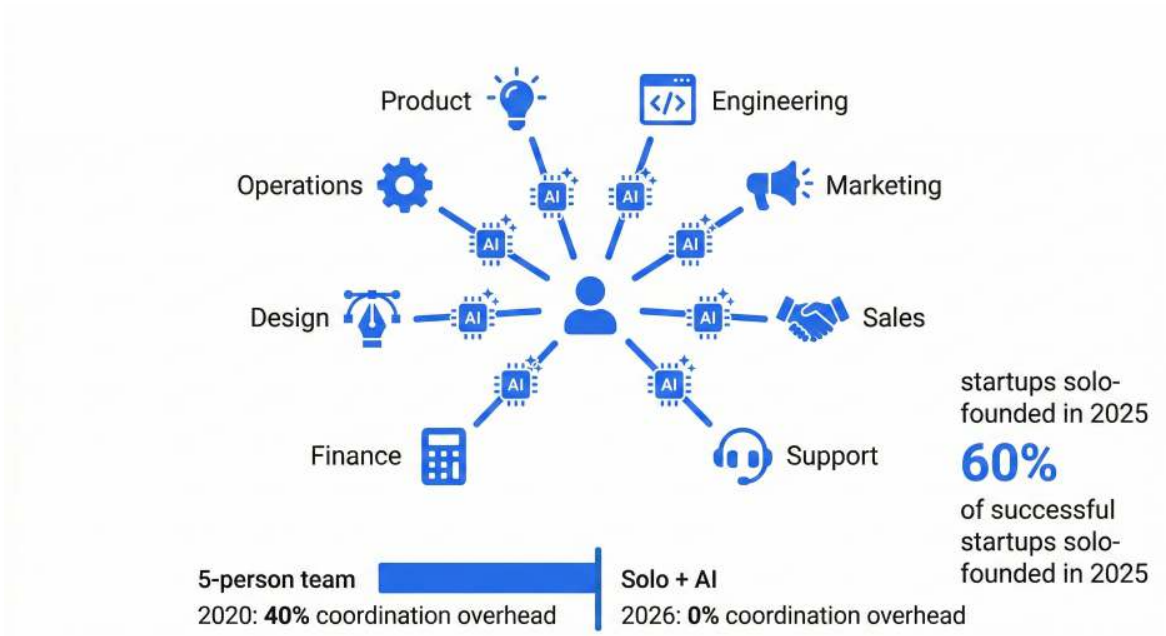 Product
Engineering
Operations
Marketing
Design
Sales
Finance
Support
AI
AI
AI
AI
AI
AI
AI
AI
</>
startups solo-
founded in 2025
60%
of successful
startups solo-
founded in 2025
5-person team
2020: 40% coordination overhead
Solo + AI
2026: 0% coordination overhead